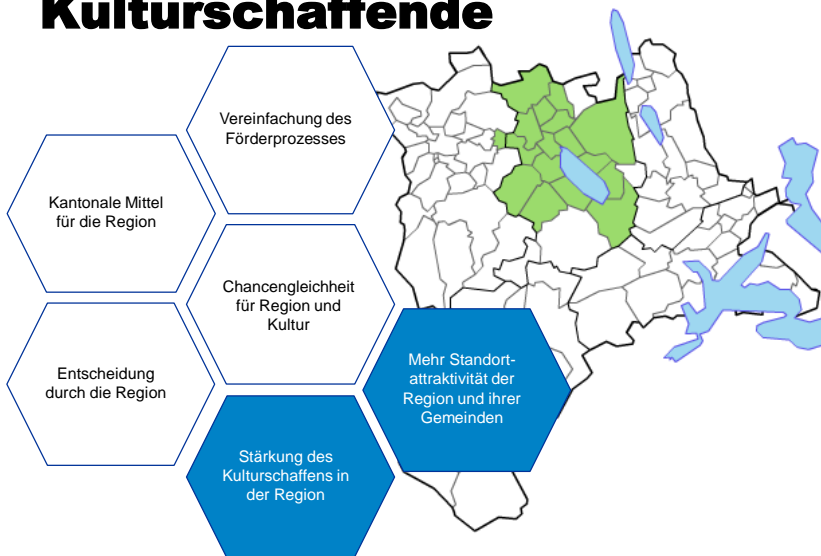 Kulturschaffende
Vereinfachung des
Förderprozesses
Kantonale Mittel
für die Region
Chancengleichheit
für Region und
Kultur
Entscheidung
durch die Region
Mehr Standort-
attraktivität der
Region und ihrer
Gemeinden
Stärkung des
Kulturschaffens in
der Region